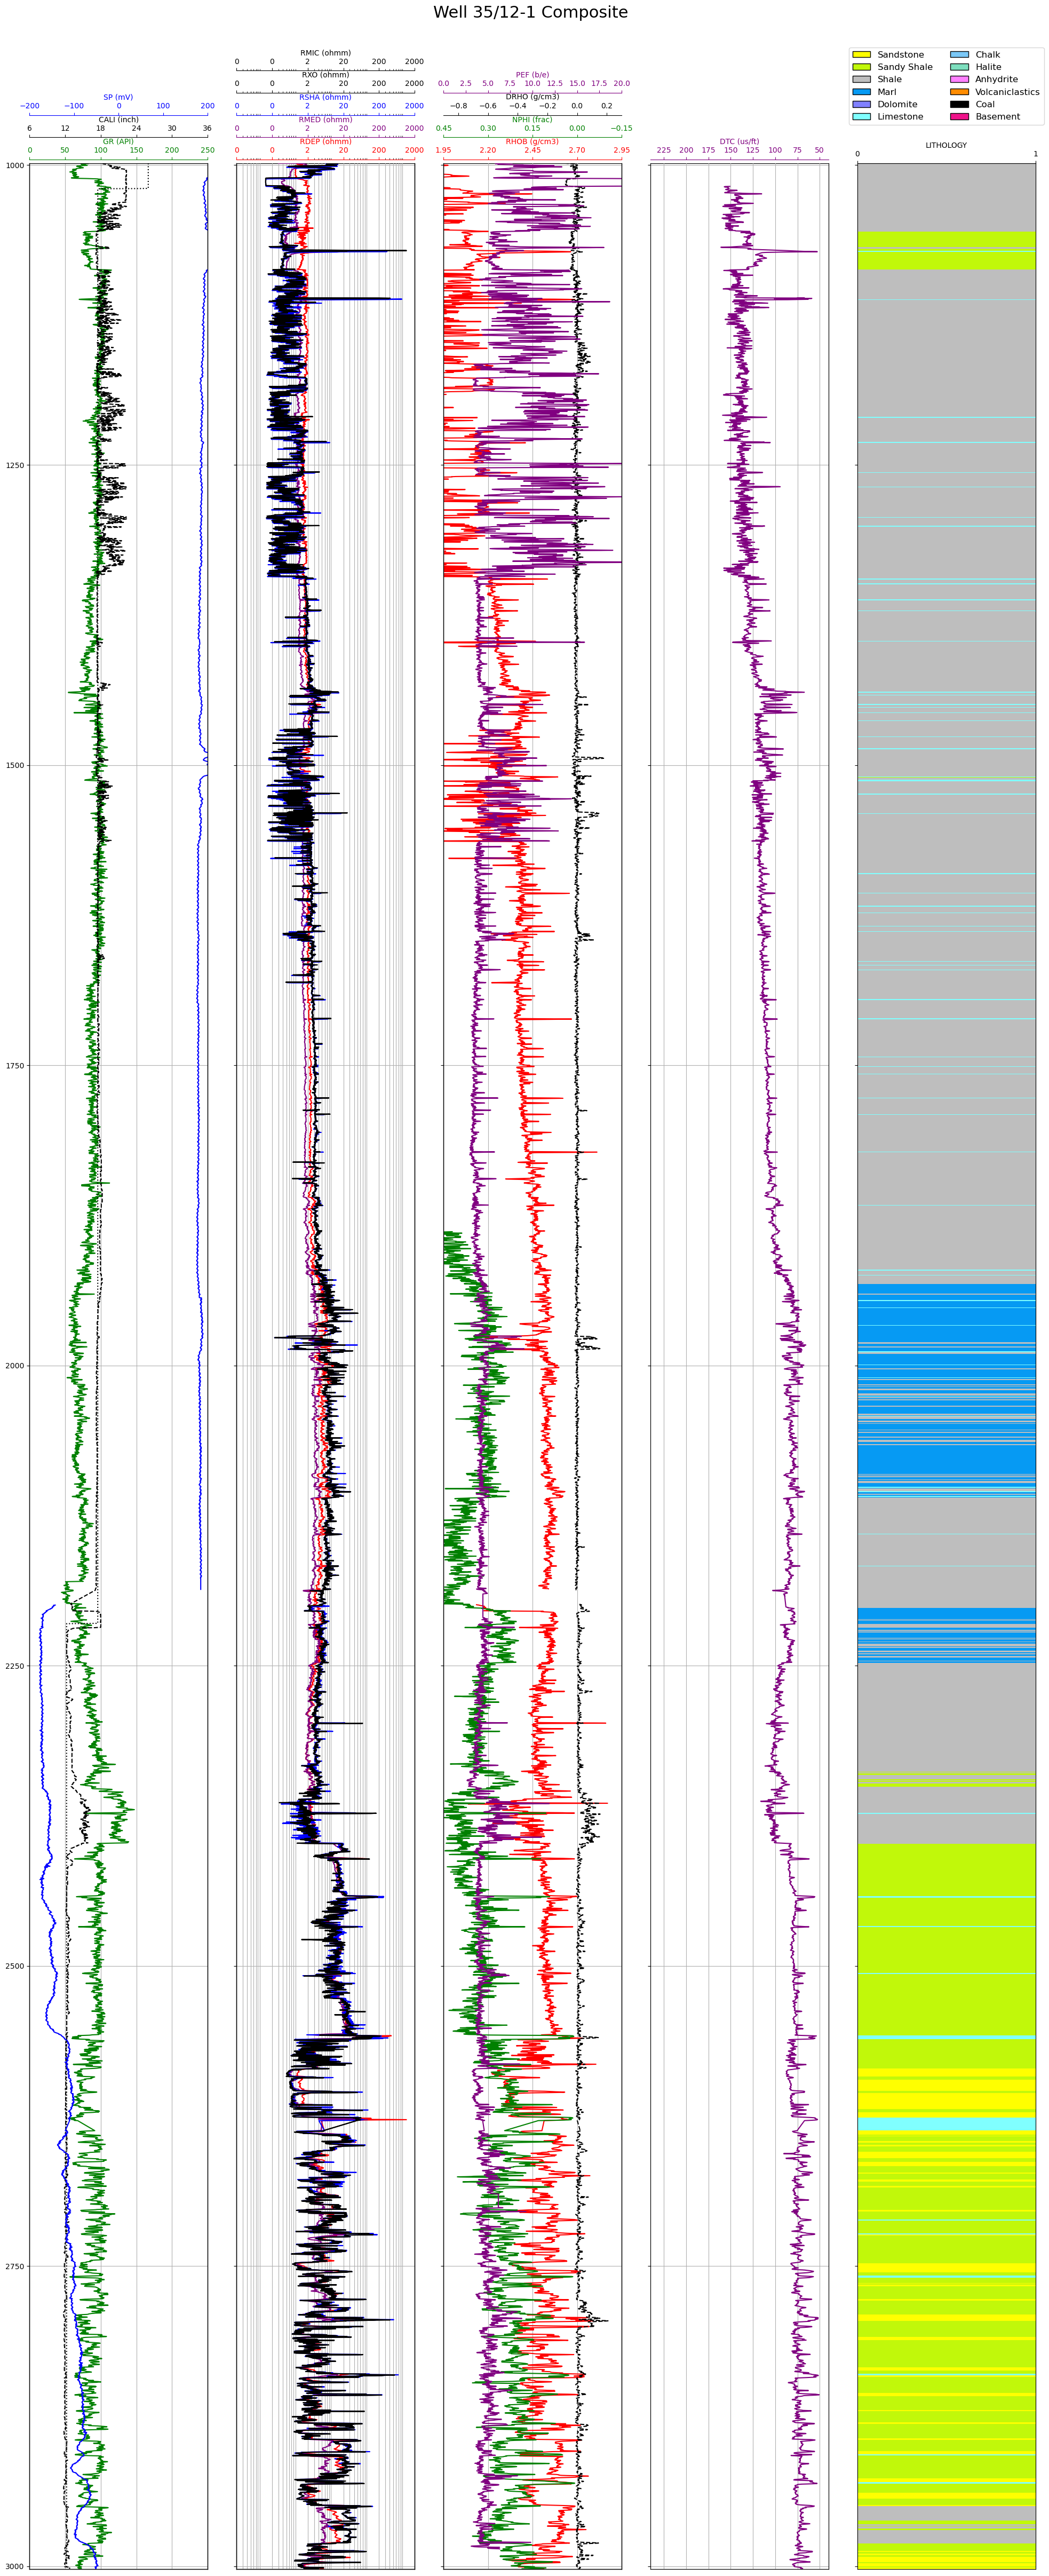 Well 35/12-1 Composite
Sandstone Chalk
Sandy Shale Halite
Shale Anhydrite
Marl Volcaniclastics
Dolomite Coal
Limestone Basement
RMIC (ohmm)
0 0 2 20 200 2000
RXO (ohmm)
0 0 2 20 200 2000
SP (mV) RSHA (ohmm) PEF (b/e)
−200 −100 0 100 200 0 0 2 20 200 2000 0.0 2.5 5.0 7.5 10.0 12.5 15.0 17.5 20.0
CALI (inch) RMED (ohmm) DRHO (g/cm3)
6 12 18 24 30 36 0 0 2 20 200 2000 −0.8 −0.6 −0.4 −0.2 0.0 0.2
NPHI (frac)
0.45 0.30 0.15 0.00 −0.15
GR (API) RDEP (ohmm) RHOB (g/cm3) DTC (us/ft) LITHOLOGY
0 50 100 150 200 250 0 0 2 20 200 2000 1.95 2.20 2.45 2.70 2.95 225 200 175 150 125 100 75 50 0 1
1000
1250
1500
1750
2000
2250
2500
2750
3000